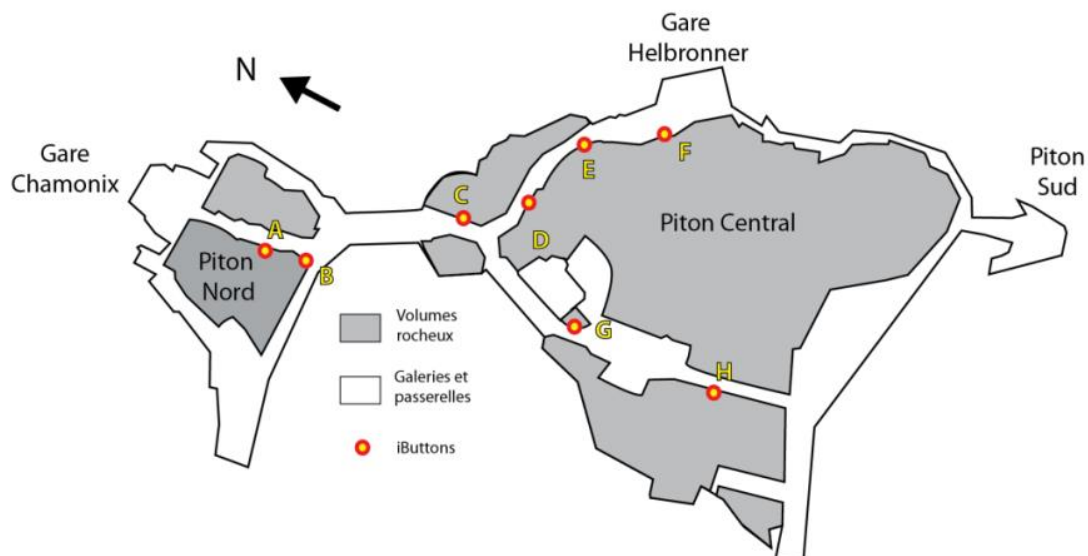 Gare
Helbronner
N
Gare
Chamonix
Piton
Sud
C
E
F
A
D
Piton Central
Piton
Nord
B
Volumes
rocheux
G
H
Galeries et
passerelles
iButtons